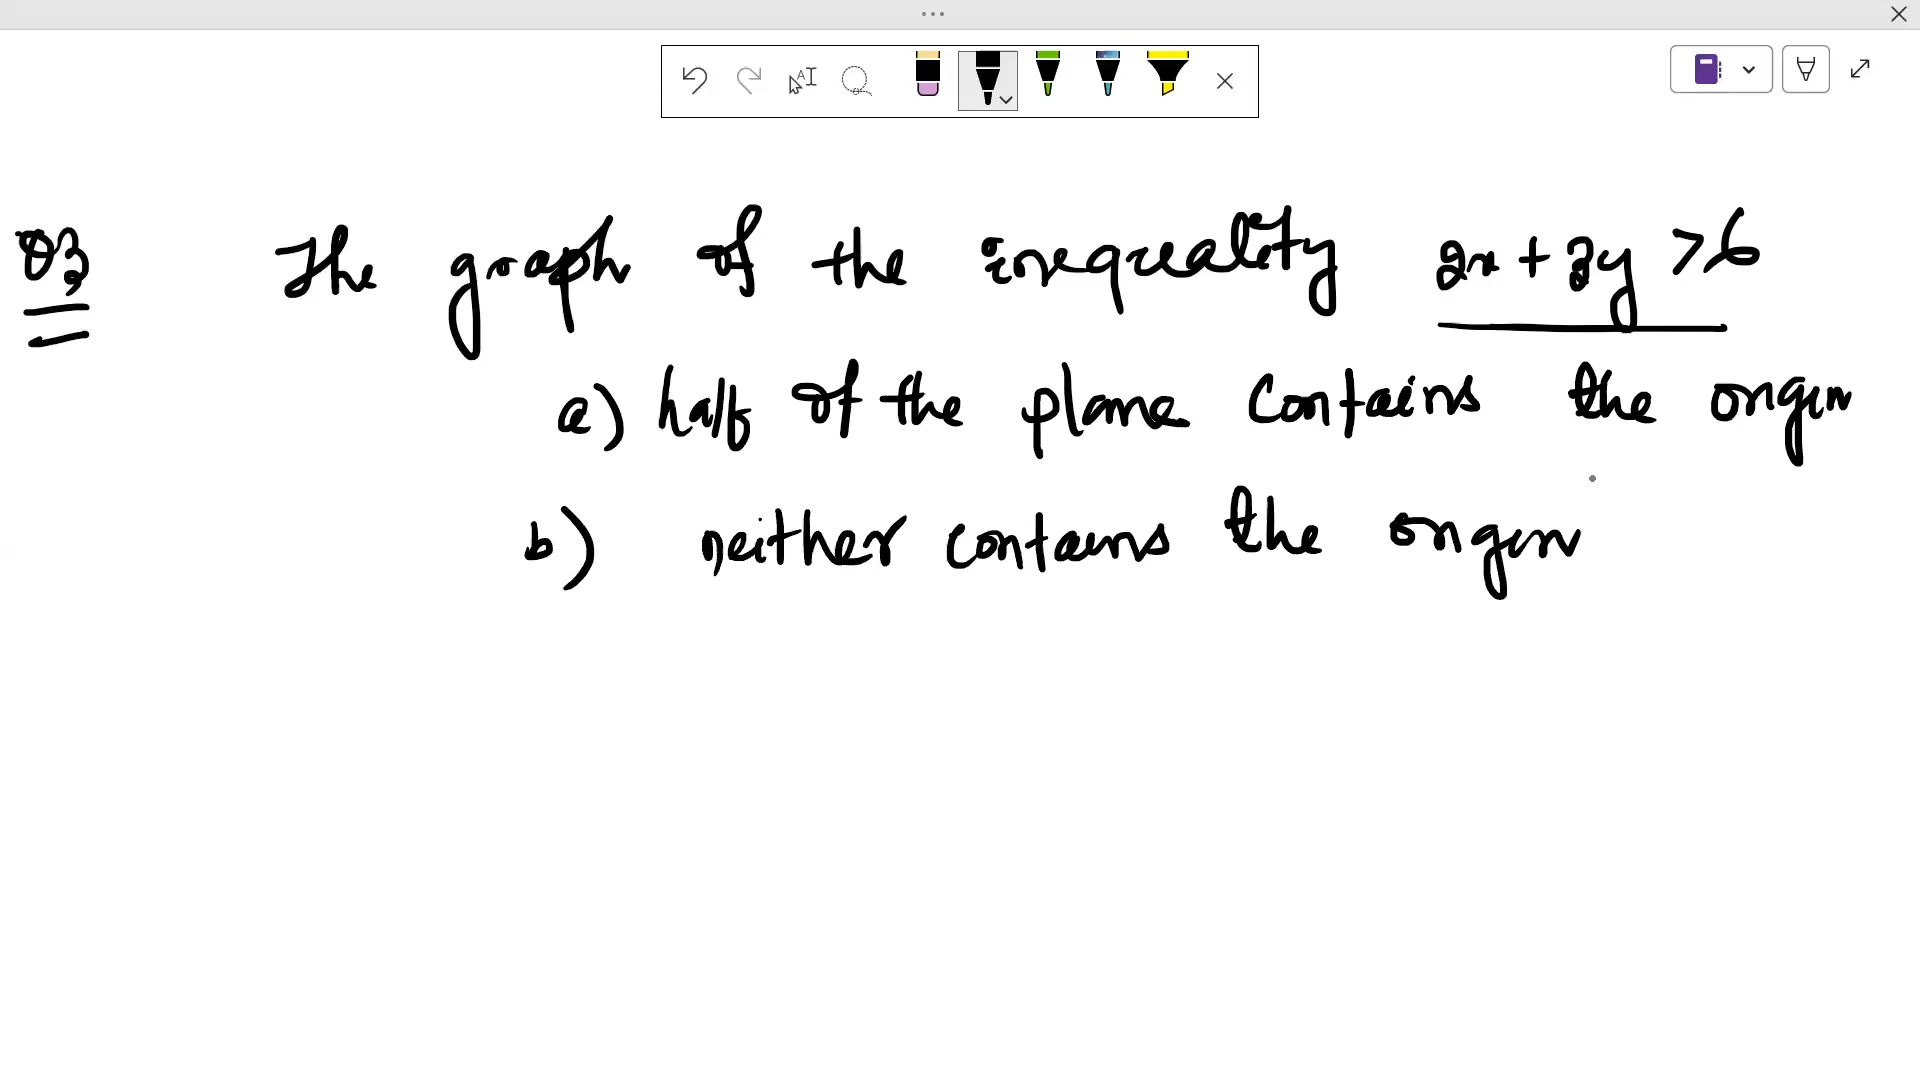 Q3 The graph of the inequality 2x + 3y > 6
a) half of the plane contains the origin
b) neither contains the origin